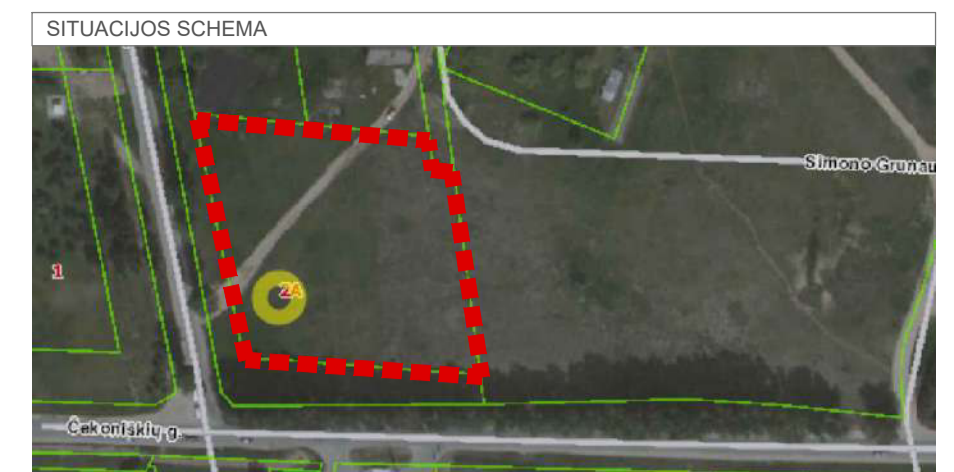 SITUACIJOS SCHEMA
Simono Grunau
1
2A
Čekoniškių g.